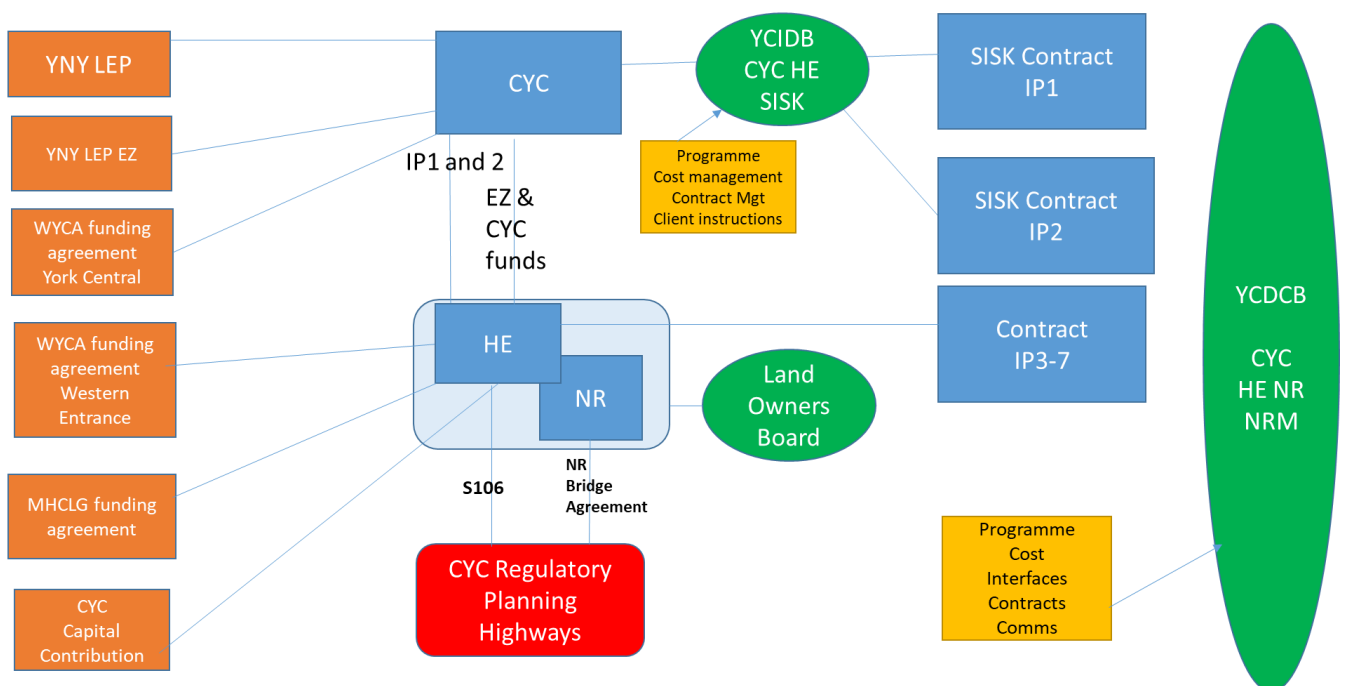 YNY LEP
YNY LEP EZ
WYCA funding
agreement
York Central
WYCA funding
agreement
Western
Entrance
MHCLG funding
agreement
CYC
Capital
Contribution
CYC
IP1 and 2
EZ &
CYC
funds
HE
NR
S106
NR
Bridge
Agreement
CYC Regulatory
Planning
Highways
YCIDB
CYC HE
SISK
Programme
Cost management
Contract Mgt
Client instructions
Land
Owners
Board
SISK Contract
IP1
SISK Contract
IP2
Contract
IP3-7
Programme
Cost
Interfaces
Contracts
Comms
YCDCB
CYC
HE NR
NRM